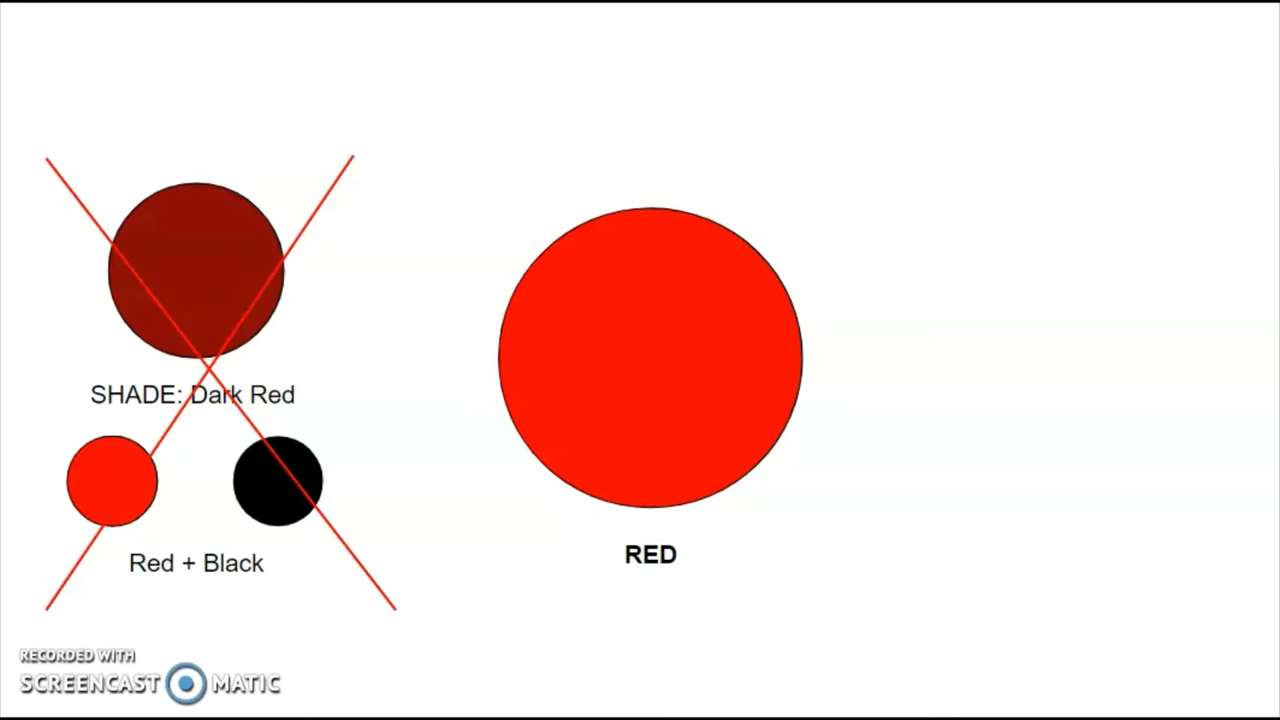 SHADE: Dark Red
Red + Black
RED
RECORDED WITH
SCREENCAST MATIC